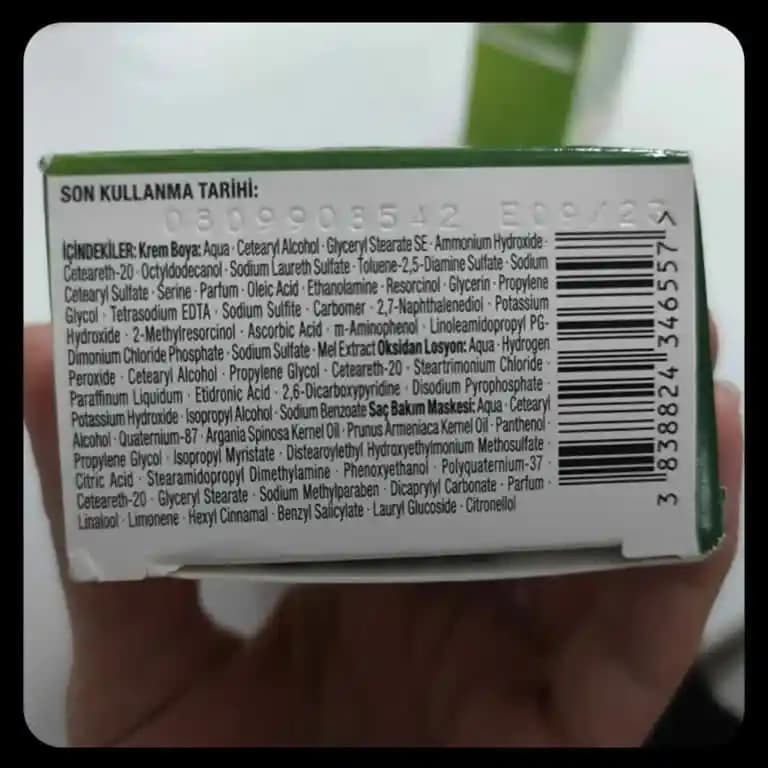 SON KULLANMA TARİHİ:
0809903542 E09/2
İÇİNDEKİLER: Krem Boya: Aqua · Cetearyl Alcohol · Glyceryl Stearate SE · Ammonium Hydroxide ·
Ceteareth-20 · Octyldodecanol · Sodium Laureth Sulfate · Toluene-2,5-Diamine Sulfate · Sodium
Cetearyl Sulfate · Serine · Parfum · Oleic Acid · Ethanolamine · Resorcinol · Glycerin · Propylene
Glycol · Tetrasodium EDTA · Sodium Sulfite · Carbomer · 2,7-Naphthalenediol · Potassium
Hydroxide · 2-Methylresorcinol · Ascorbic Acid · m-Aminophenol · Linoleamidopropyl PG-
Dimonium Chloride Phosphate · Sodium Sulfate · Mel Extract Oksidan Losyon: Aqua · Hydrogen
Peroxide · Cetearyl Alcohol · Propylene Glycol · Ceteareth-20 · Steartrimonium Chloride ·
Paraffinum Liquidum · Etidronic Acid · 2,6-Dicarboxypyridine · Disodium Pyrophosphate ·
Potassium Hydroxide · Isopropyl Alcohol · Sodium Benzoate Saç Bakım Maskesi: Aqua · Cetearyl
Alcohol · Quaternium-87 · Argania Spinosa Kernel Oil · Prunus Armeniaca Kernel Oil · Panthenol ·
Propylene Glycol · Isopropyl Myristate · Distearoylethyl Hydroxyethylmonium Methosulfate ·
Citric Acid · Stearamidopropyl Dimethylamine · Phenoxyethanol · Polyquaternium-37 ·
Ceteareth-20 · Glyceryl Stearate · Sodium Methylparaben · Dicaprylyl Carbonate · Parfum ·
Linalool · Limonene · Hexyl Cinnamal · Benzyl Salicylate · Lauryl Glucoside · Citronellol
3 838824 346557 >